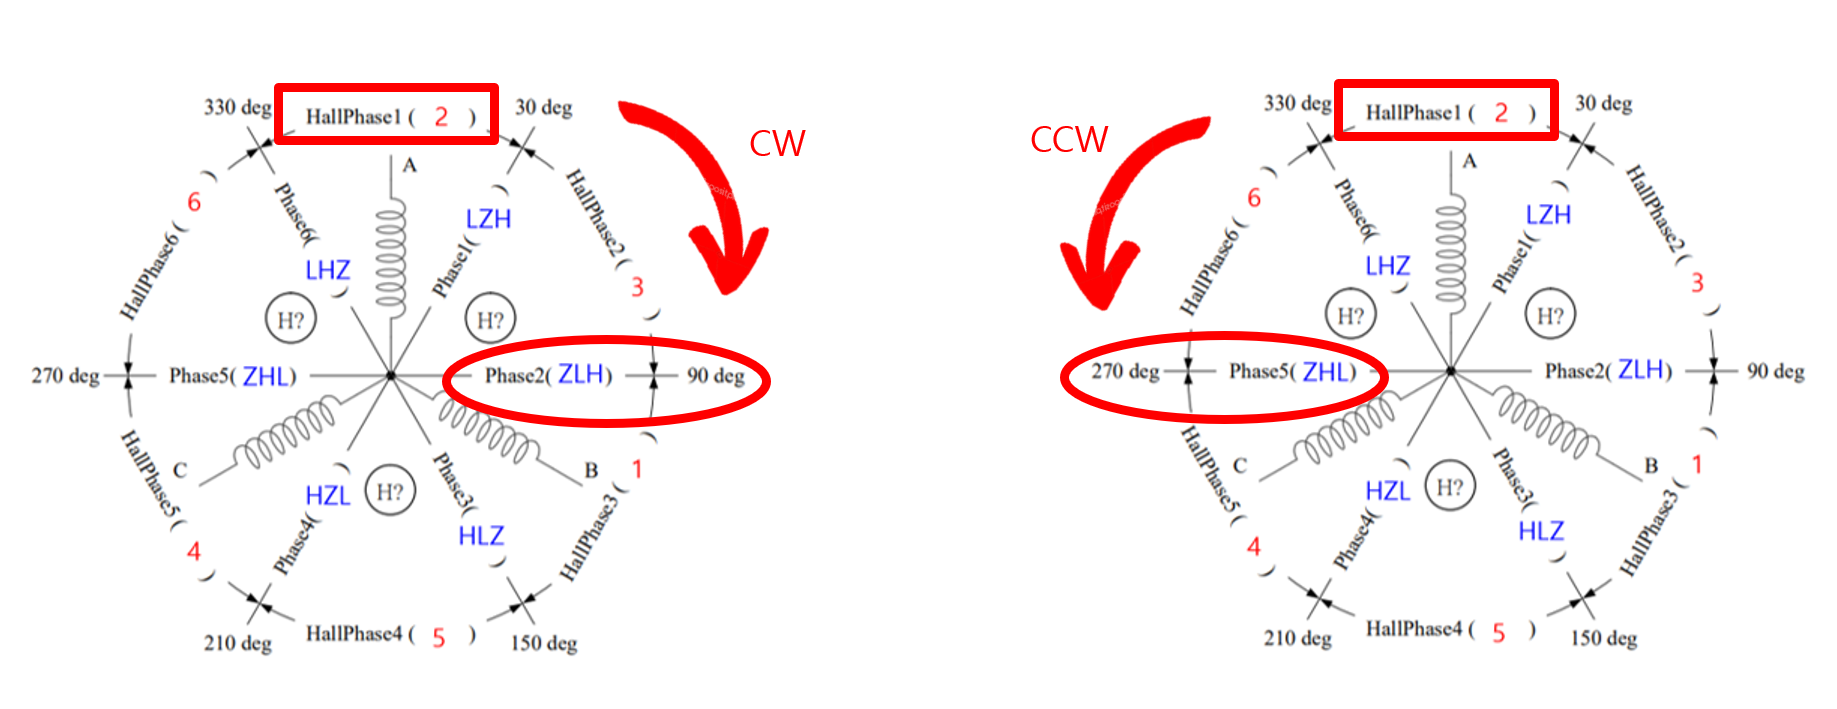 330 deg
HallPhase1 ( 2 )
30 deg
CW
A
HallPhase6 ( 6 )
Phase6( LHZ )
Phase1( LZH )
HallPhase2 ( 3 )
H?
H?
270 deg
Phase5( ZHL )
Phase2( ZLH )
90 deg
C
B
HallPhase5 ( 4 )
Phase4( HZL )
H?
Phase3( HLZ )
HallPhase3 ( 1 )
210 deg
HallPhase4 ( 5 )
150 deg
330 deg
HallPhase1 ( 2 )
30 deg
CCW
A
HallPhase6 ( 6 )
Phase6( LHZ )
Phase1( LZH )
HallPhase2 ( 3 )
H?
H?
270 deg
Phase5( ZHL )
Phase2( ZLH )
90 deg
C
B
HallPhase5 ( 4 )
Phase4( HZL )
H?
Phase3( HLZ )
HallPhase3 ( 1 )
210 deg
HallPhase4 ( 5 )
150 deg